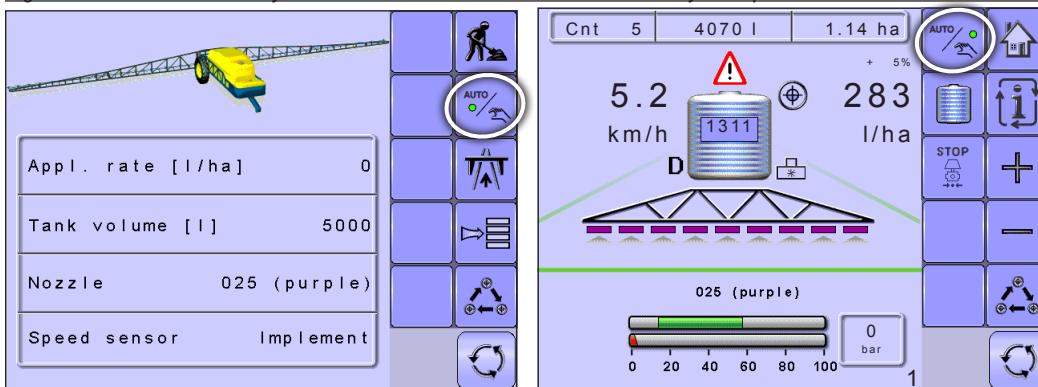 AUTO
Appl. rate [l/ha] 0
Tank volume [l] 5000
Nozzle 025 (purple)
Speed sensor Implement
Cnt 5 4070 l 1.14 ha
AUTO
+ 5%
5.2 283
km/h 1311 l/ha
STOP
D
025 (purple)
0
bar
0 20 40 60 80 100
1